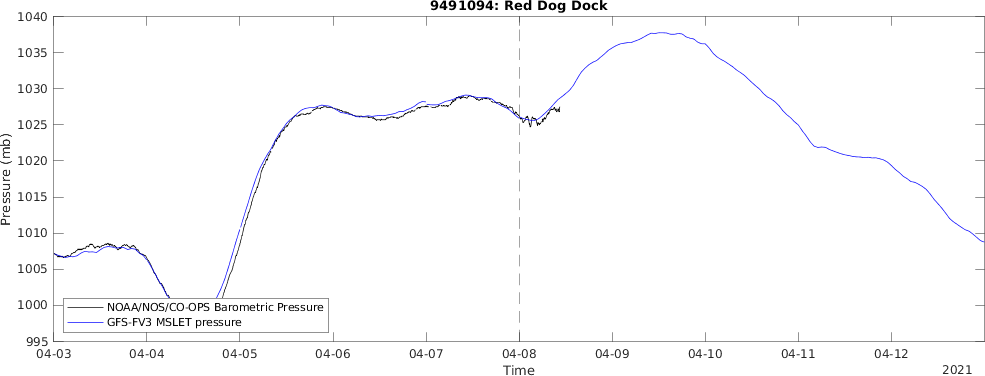 9491094: Red Dog Dock
Pressure (mb)
1040
1035
1030
1025
1020
1015
1010
1005
1000
995
NOAA/NOS/CO-OPS Barometric Pressure
GFS-FV3 MSLET pressure
04-03 04-04 04-05 04-06 04-07 04-08 04-09 04-10 04-11 04-12
Time
2021